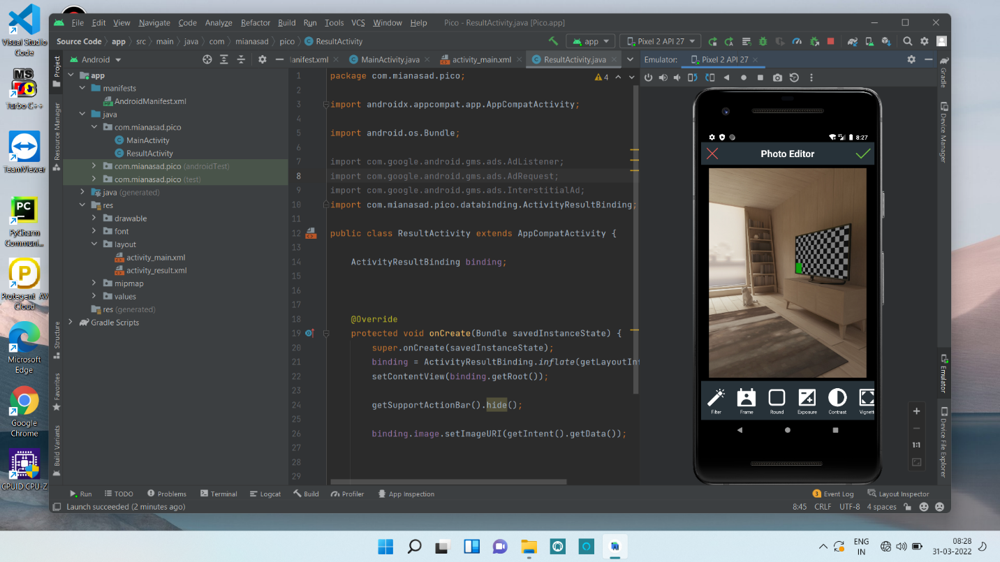 File Edit View Navigate Code Analyze Refactor Build Run Tools VCS Window Help Pico - ResultActivity.java [Pico.app]
Source Code app src main java com mianasad pico ResultActivity app Pixel 2 API 27
Android
anifest.xml MainActivity.java activity_main.xml ResultActivity.java Emulator: Pixel 2 API 27
Visual Studio
Code
Turbo C++
TeamViewer
PyCharm
Communi...
Protegent AV
Cloud
Microsoft
Edge
Google
Chrome
CPUID CPU-Z
Project
Resource Manager
Structure
Favorites
Build Variants
app
manifests
AndroidManifest.xml
java
com.mianasad.pico
MainActivity
ResultActivity
com.mianasad.pico (androidTest)
com.mianasad.pico (test)
java (generated)
res
drawable
font
layout
activity_main.xml
activity_result.xml
mipmap
values
res (generated)
Gradle Scripts
4
1 package com.mianasad.pico;
2
3 import androidx.appcompat.app.AppCompatActivity;
4
5 import android.os.Bundle;
6
7 import com.google.android.gms.ads.AdListener;
8 import com.google.android.gms.ads.AdRequest;
9 import com.google.android.gms.ads.InterstitialAd;
10 import com.mianasad.pico.databinding.ActivityResultBinding;
11
12 public class ResultActivity extends AppCompatActivity {
13
14 ActivityResultBinding binding;
15
16
17
18 @Override
19 protected void onCreate(Bundle savedInstanceState) {
20 super.onCreate(savedInstanceState);
21 binding = ActivityResultBinding.inflate(getLayoutInf
22 setContentView(binding.getRoot());
23
24 getSupportActionBar().hide();
25
26 binding.image.setImageURI(getIntent().getData());
27
28
29
8:27
Photo Editor
Filter Frame Round Exposure Contrast Vignett
1:1
Gradle
Device Manager
Emulator
Device File Explorer
Run TODO Problems Terminal Logcat Build Profiler App Inspection 3 Event Log Layout Inspector
Launch succeeded (2 minutes ago) 8:45 CRLF UTF-8 4 spaces
ENG
IN
08:28
31-03-2022